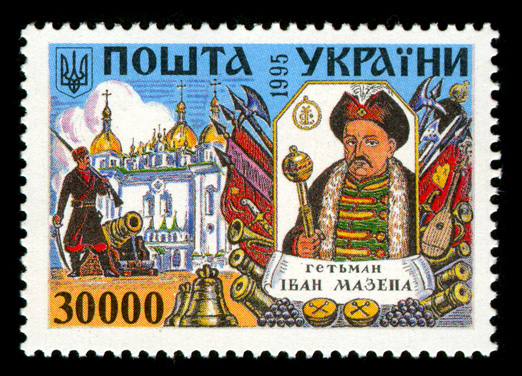 ПОШТА УКРАЇНИ
1995
ГЕТЬМАН
ІВАН МАЗЕПА
30000